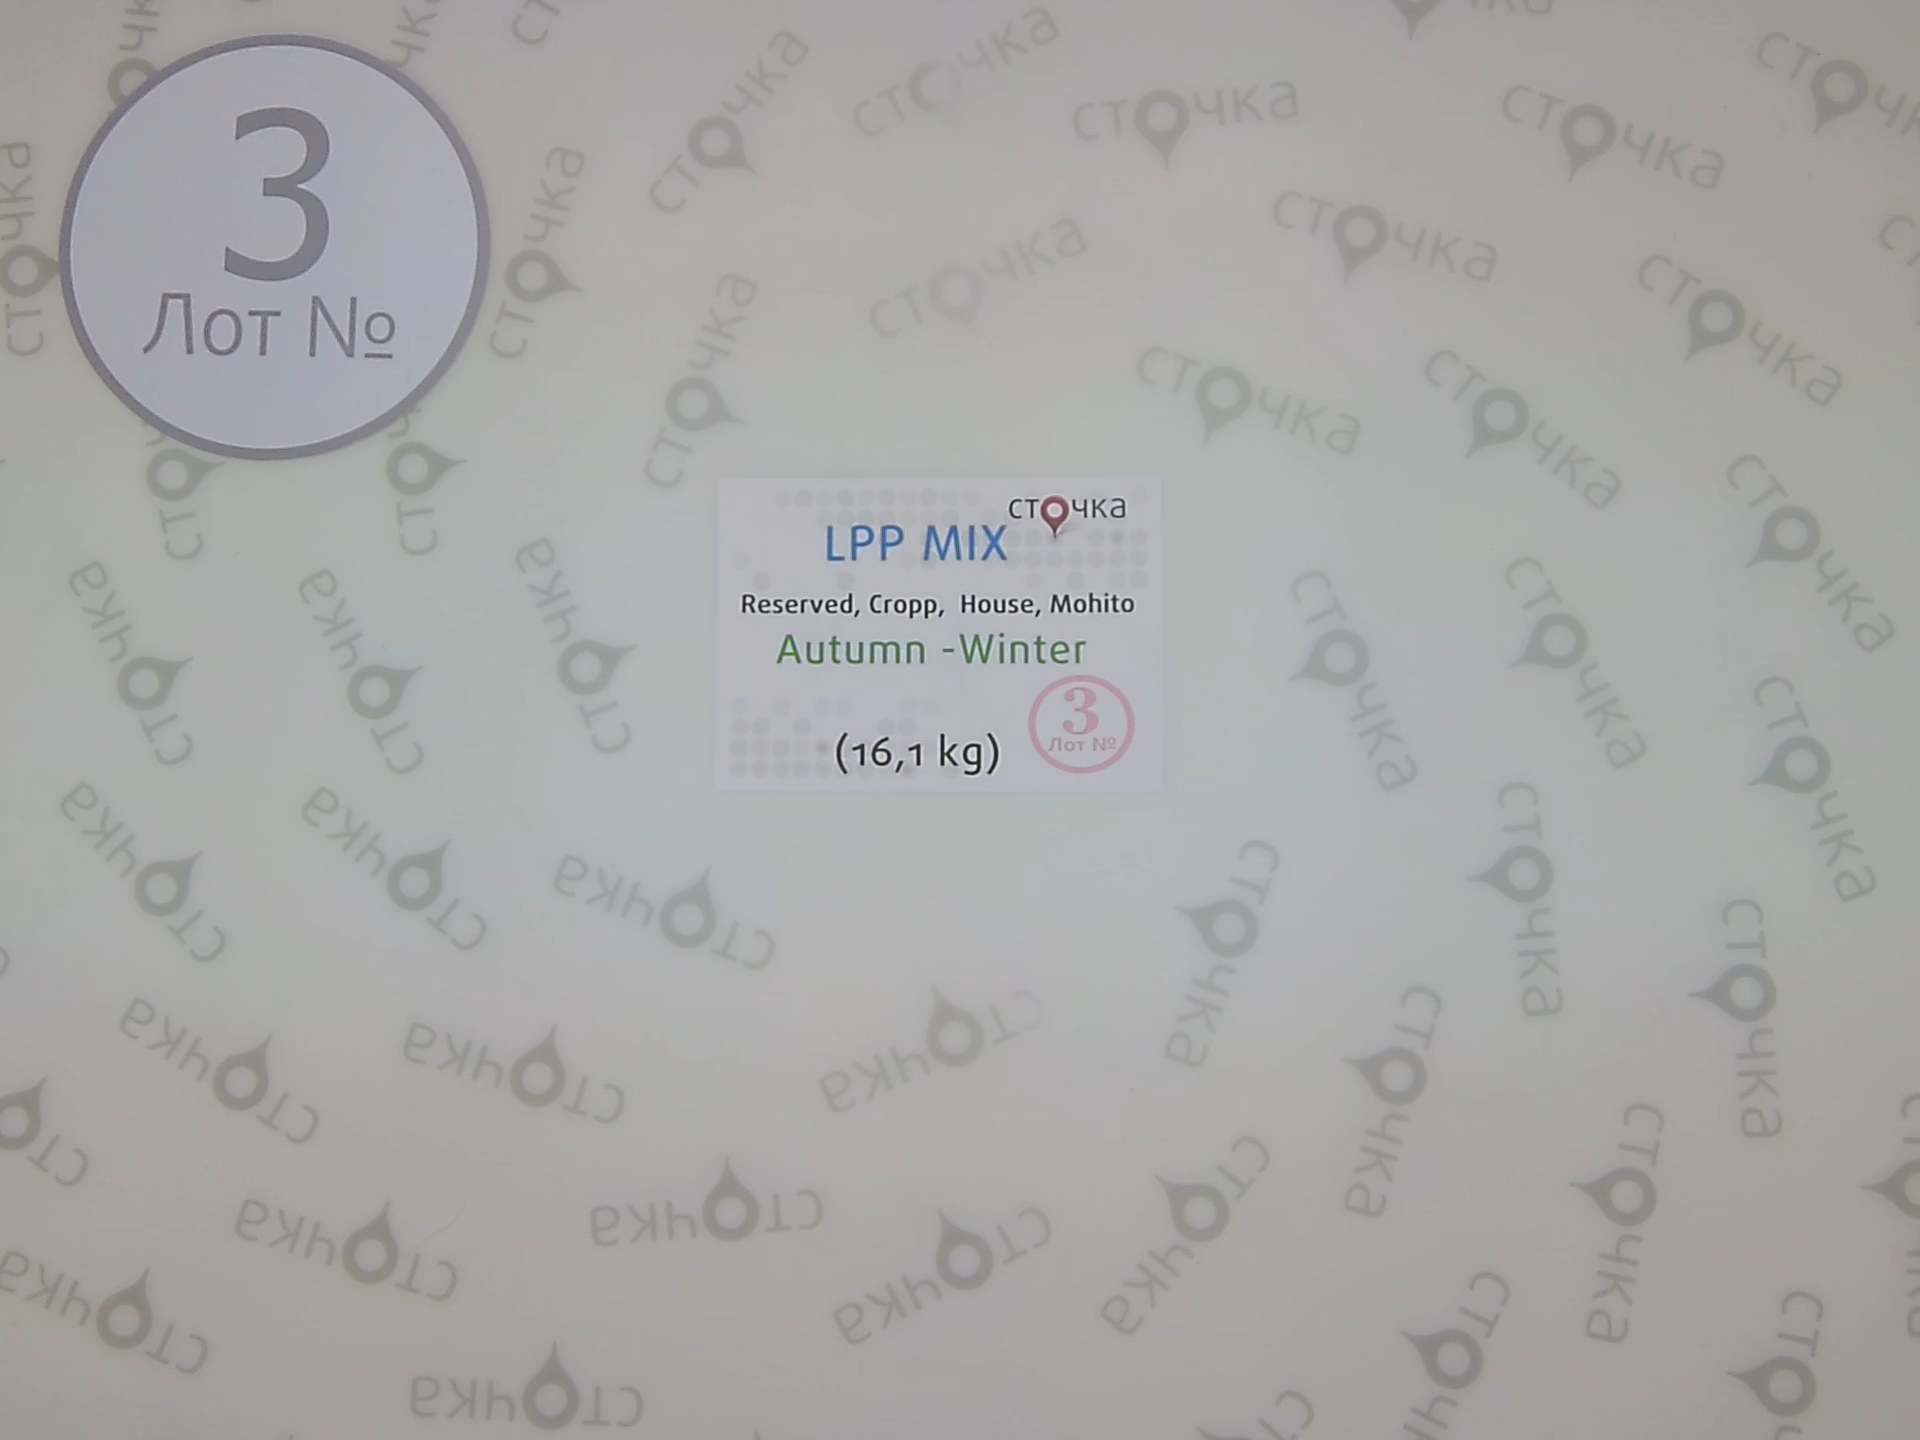 3
Лот №
сточка
LPP MIX
Reserved, Cropp, House, Mohito
Autumn -Winter
(16,1 kg)
3
Лот №